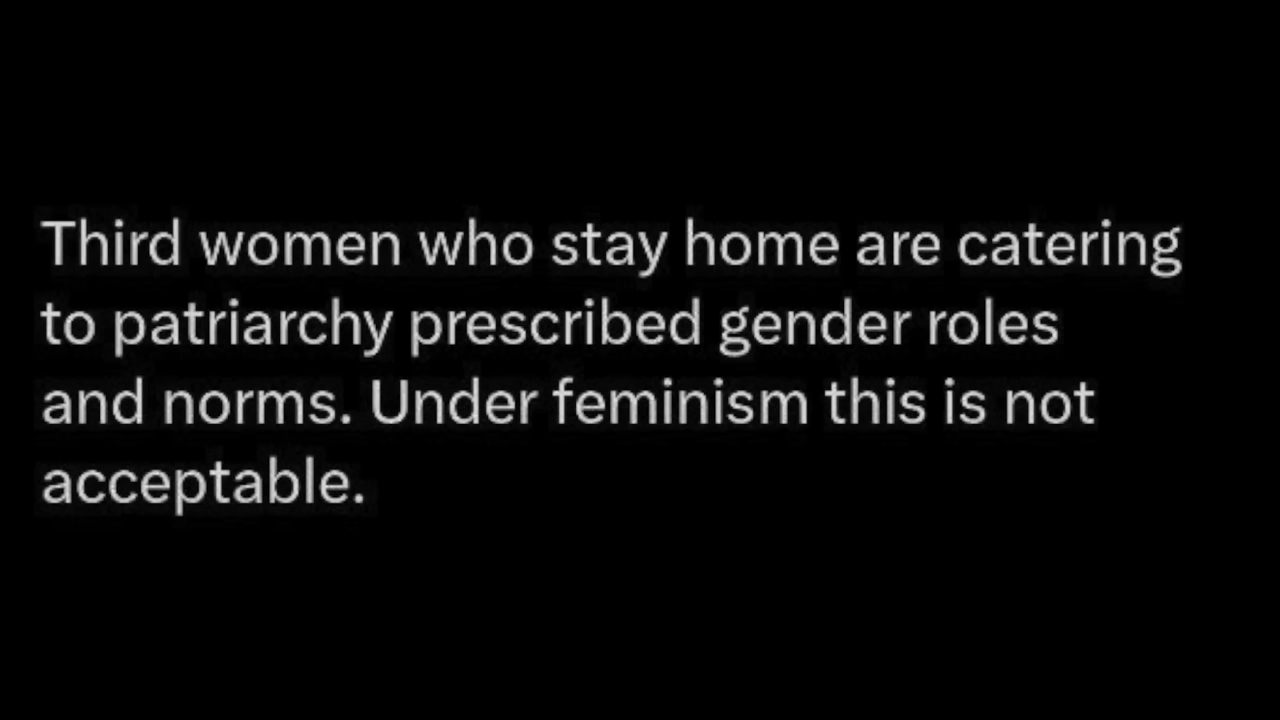 Third women who stay home are catering
to patriarchy prescribed gender roles
and norms. Under feminism this is not
acceptable.